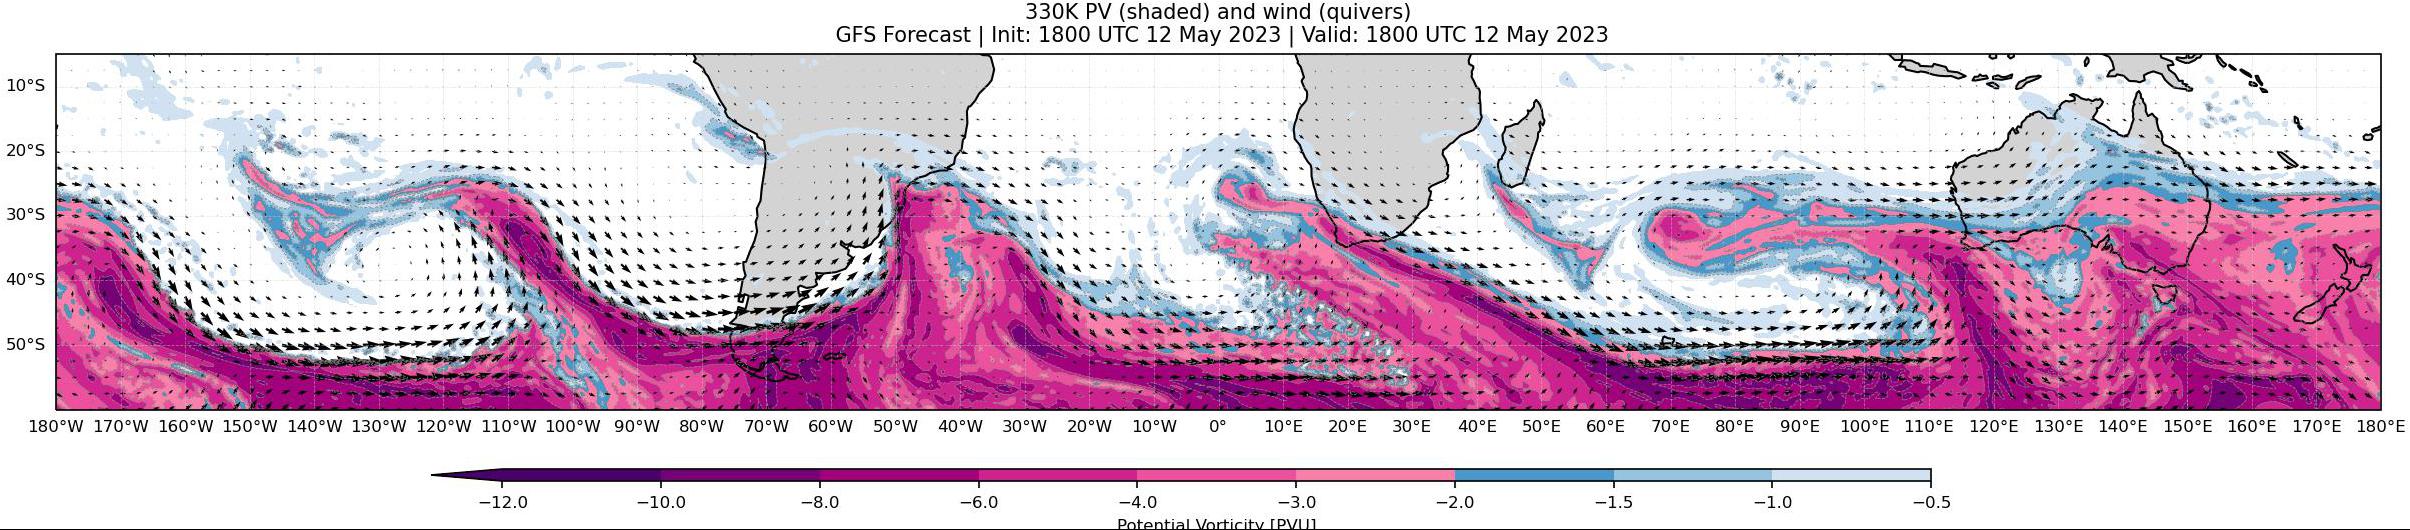 330K PV (shaded) and wind (quivers)
GFS Forecast | Init: 1800 UTC 12 May 2023 | Valid: 1800 UTC 12 May 2023
10°S
20°S
30°S
40°S
50°S
180°W 170°W 160°W 150°W 140°W 130°W 120°W 110°W 100°W 90°W 80°W 70°W 60°W 50°W 40°W 30°W 20°W 10°W 0° 10°E 20°E 30°E 40°E 50°E 60°E 70°E 80°E 90°E 100°E 110°E 120°E 130°E 140°E 150°E 160°E 170°E 180°E
−12.0 −10.0 −8.0 −6.0 −4.0 −3.0 −2.0 −1.5 −1.0 −0.5
Potential Vorticity [PVU]